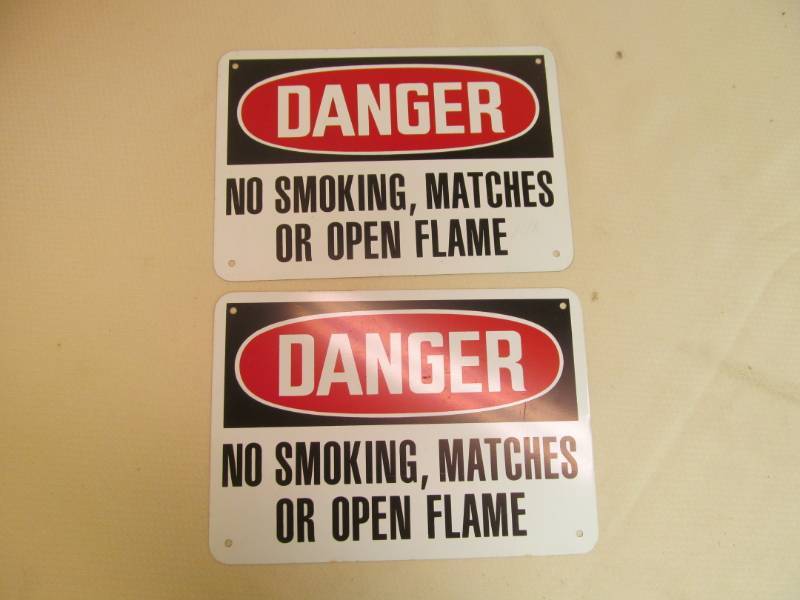 DANGER
NO SMOKING, MATCHES
OR OPEN FLAME
DANGER
NO SMOKING, MATCHES
OR OPEN FLAME